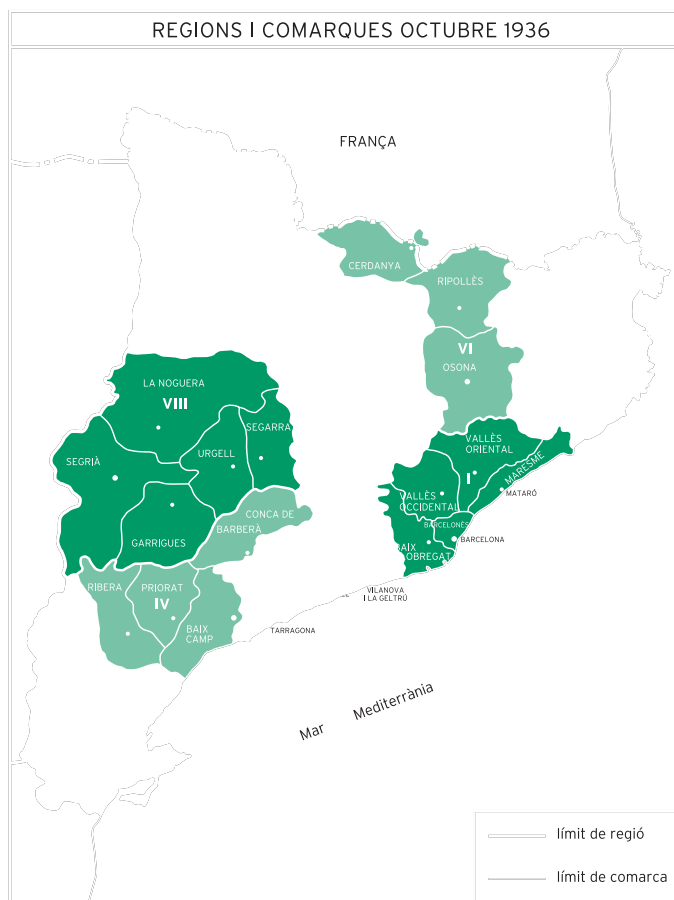 REGIONS I COMARQUES OCTUBRE 1936
FRANÇA
CERDANYA
RIPOLLÈS
VI
OSONA
LA NOGUERA
VIII
SEGARRA
URGELL
SEGRIÀ
GARRIGUES
CONCA DE
BARBERÀ
VALLÈS
ORIENTAL
I
MARESME
MATARÓ
VALLÈS
OCCIDENTAL
BARCELONÈS
BARCELONA
AIX
OBREGAT
VILANOVA
I LA GELTRÚ
RIBERA
PRIORAT
IV
BAIX
CAMP
TARRAGONA
Mar Mediterrània
límit de regió
límit de comarca